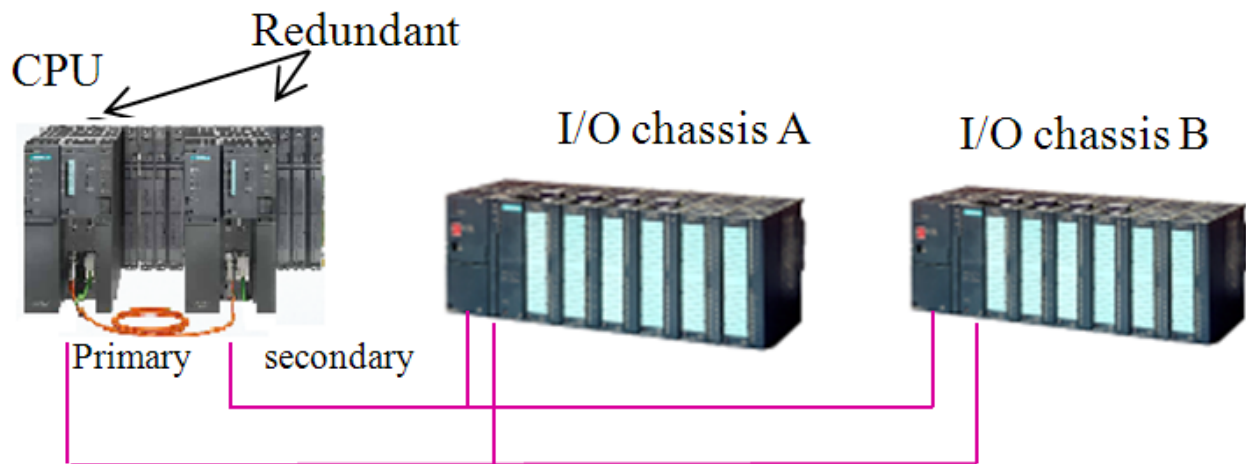 Redundant
CPU
I/O chassis A
I/O chassis B
Primary
secondary